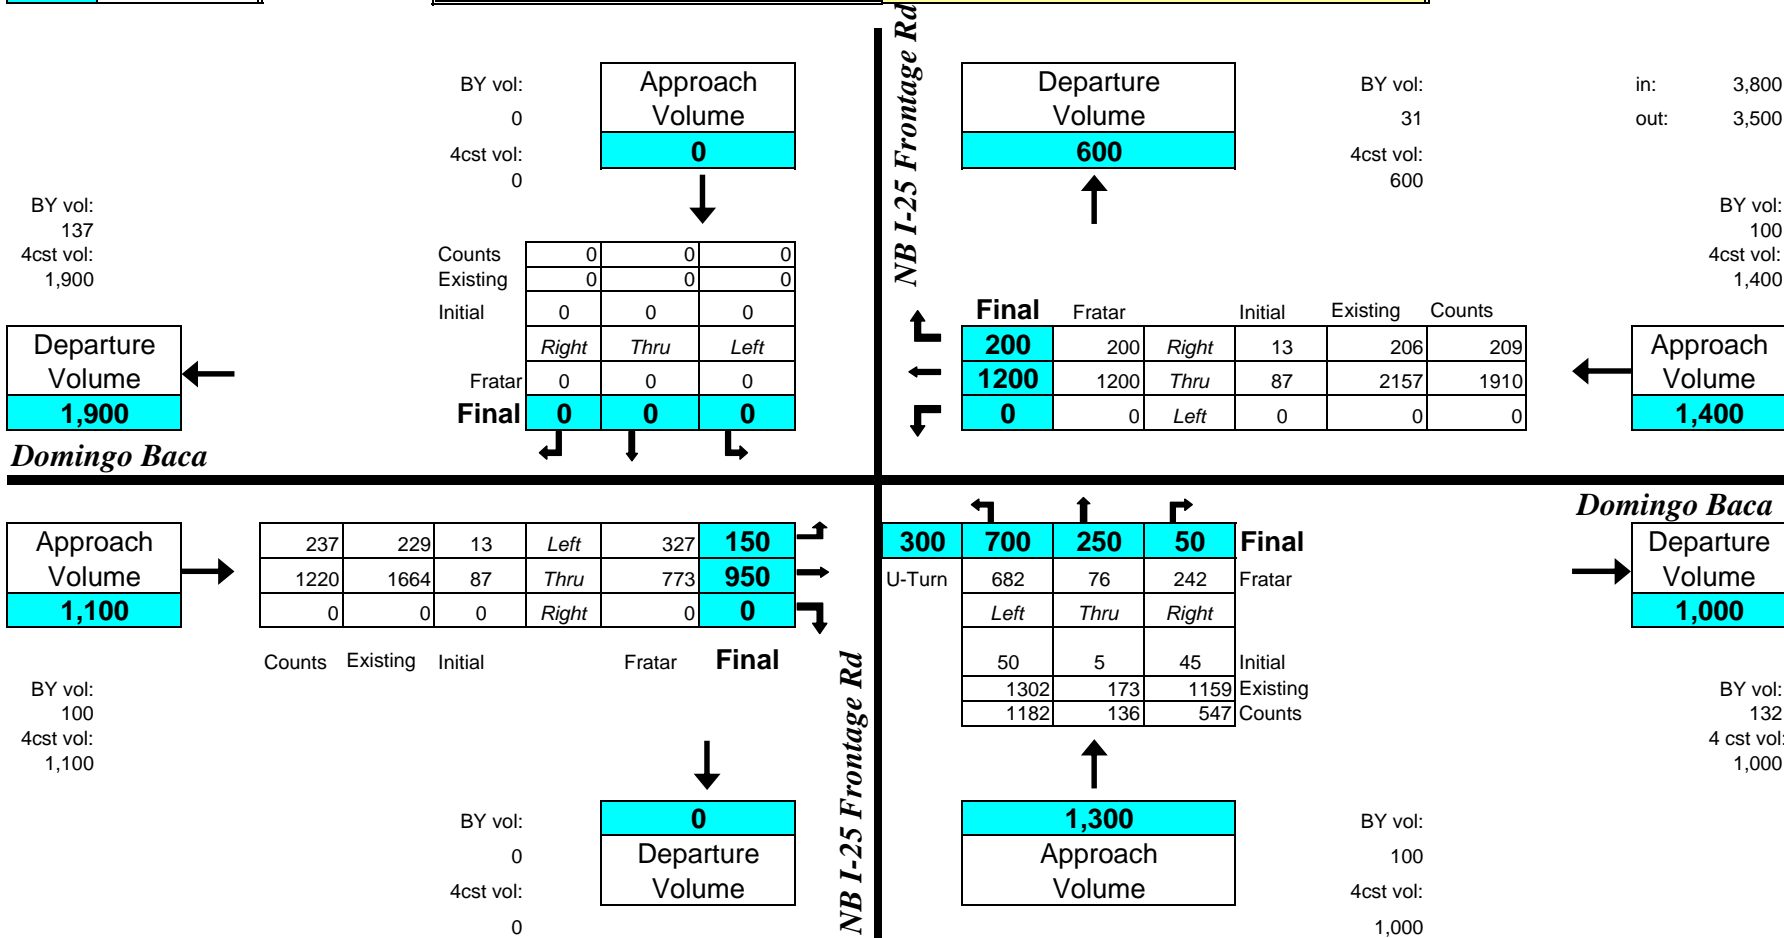 NB I-25 Frontage Rd
BY vol:
0
4cst vol:
0
Approach
Volume
0
Departure
Volume
600
BY vol:
31
4cst vol:
600
in: 3,800
out: 3,500
BY vol:
137
4cst vol:
1,900
BY vol:
100
4cst vol:
1,400
Counts 0 0 0
Existing 0 0 0
Initial 0 0 0
Right Thru Left
Fratar 0 0 0
Final 0 0 0
Final Fratar Initial Existing Counts
200 200 Right 13 206 209
1200 1200 Thru 87 2157 1910
0 0 Left 0 0 0
Departure
Volume
1,900
Approach
Volume
1,400
Domingo Baca
Domingo Baca
Approach
Volume
1,100
237 229 13 Left 327 150
1220 1664 87 Thru 773 950
0 0 0 Right 0 0
Counts Existing Initial Fratar Final
300 700 250 50 Final
U-Turn 682 76 242 Fratar
Left Thru Right
50 5 45 Initial
1302 173 1159 Existing
1182 136 547 Counts
Departure
Volume
1,000
BY vol:
100
4cst vol:
1,100
BY vol:
132
4 cst vol:
1,000
NB I-25 Frontage Rd
BY vol:
0
4cst vol:
0
0
Departure
Volume
1,300
Approach
Volume
BY vol:
100
4cst vol:
1,000